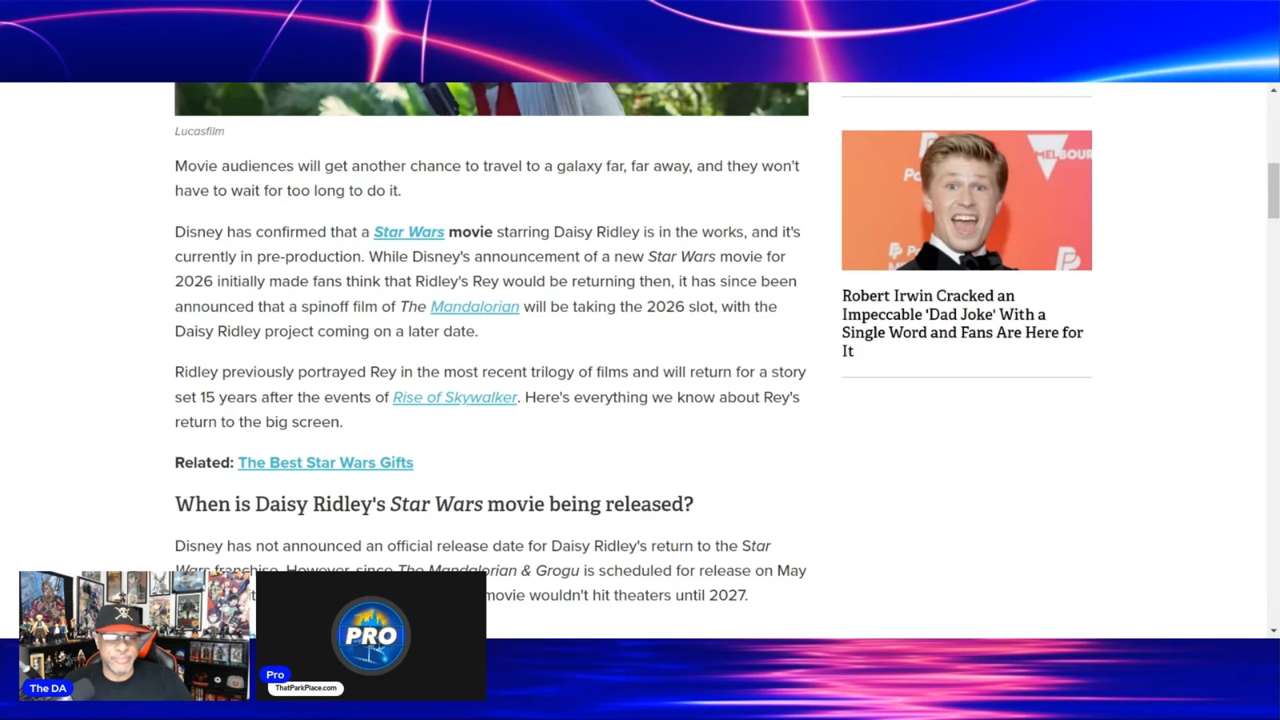 Lucasfilm
Movie audiences will get another chance to travel to a galaxy far, far away, and they won't
have to wait for too long to do it.
Disney has confirmed that a Star Wars movie starring Daisy Ridley is in the works, and it's
currently in pre-production. While Disney's announcement of a new Star Wars movie for
2026 initially made fans think that Ridley's Rey would be returning then, it has since been
announced that a spinoff film of The Mandalorian will be taking the 2026 slot, with the
Daisy Ridley project coming on a later date.
Ridley previously portrayed Rey in the most recent trilogy of films and will return for a story
set 15 years after the events of Rise of Skywalker. Here's everything we know about Rey's
return to the big screen.
Related: The Best Star Wars Gifts
When is Daisy Ridley's Star Wars movie being released?
Disney has not announced an official release date for Daisy Ridley's return to the Star
Wars franchise. However, since The Mandalorian & Grogu is scheduled for release on May
movie wouldn't hit theaters until 2027.
MELBOUR
Robert Irwin Cracked an
Impeccable 'Dad Joke' With a
Single Word and Fans Are Here for
It
The DA
PRO
Pro
ThatParkPlace.com